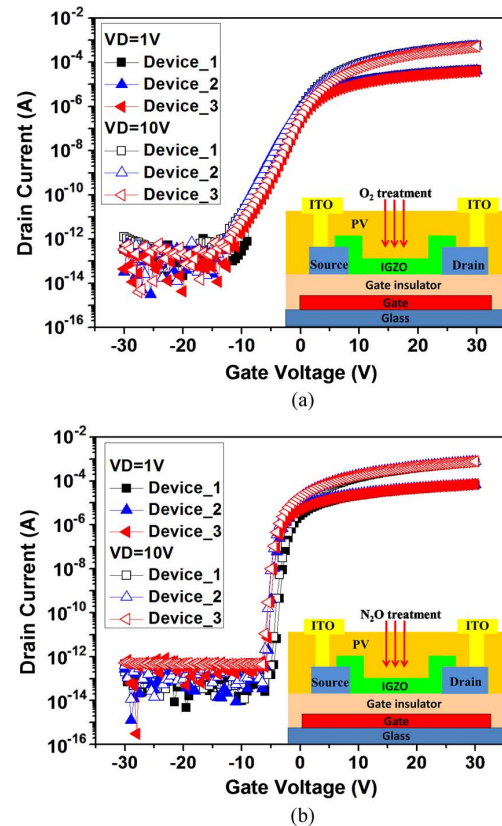 10⁻²
10⁻⁴
10⁻⁶
10⁻⁸
10⁻¹⁰
10⁻¹²
10⁻¹⁴
10⁻¹⁶
Drain Current (A)
VD=1V
Device_1
Device_2
Device_3
VD=10V
Device_1
Device_2
Device_3
O₂ treatment
ITO
ITO
PV
Source
IGZO
Drain
Gate insulator
Gate
Glass
-30 -20 -10 0 10 20 30
Gate Voltage (V)
(a)
10⁻²
10⁻⁴
10⁻⁶
10⁻⁸
10⁻¹⁰
10⁻¹²
10⁻¹⁴
10⁻¹⁶
Drain Current (A)
VD=1V
Device_1
Device_2
Device_3
VD=10V
Device_1
Device_2
Device_3
N₂O treatment
ITO
ITO
PV
Source
IGZO
Drain
Gate insulator
Gate
Glass
-30 -20 -10 0 10 20 30
Gate Voltage (V)
(b)